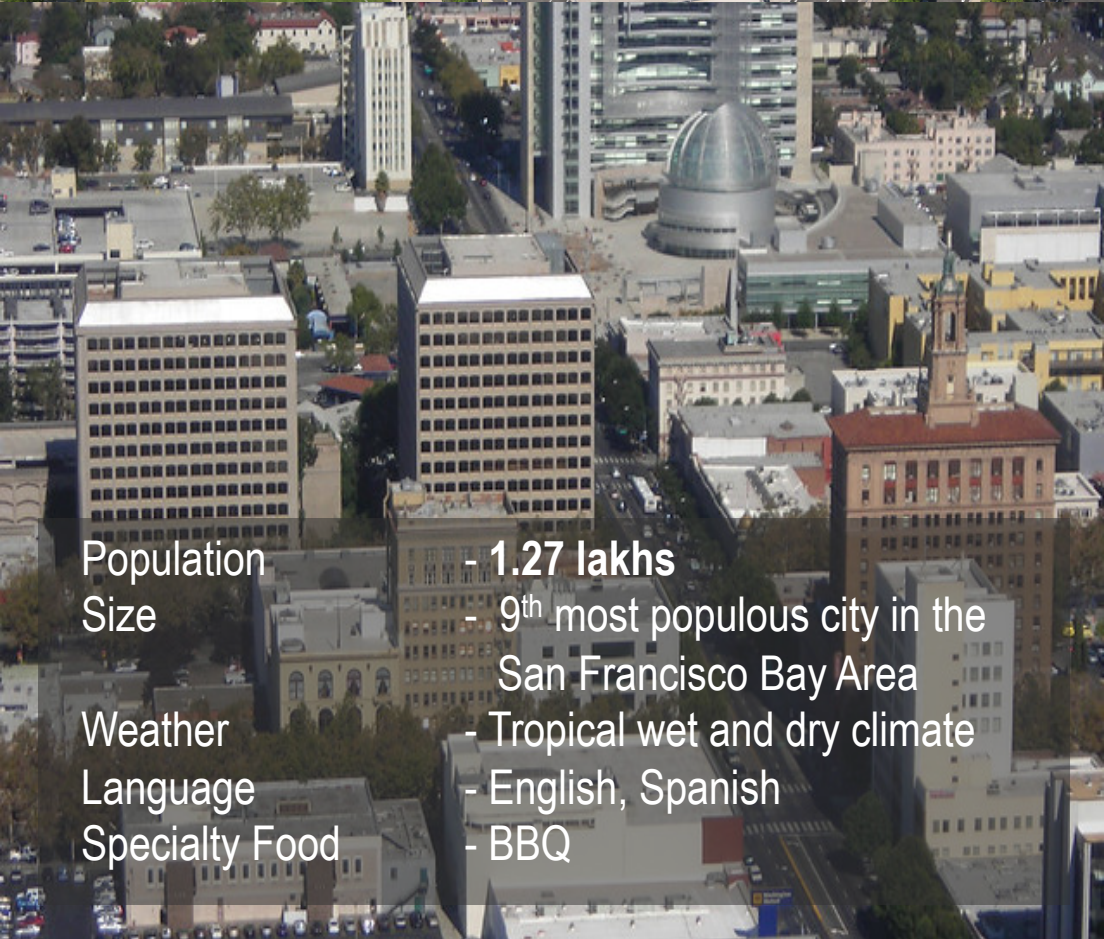 Population - 1.27 lakhs
Size - 9th most populous city in the
San Francisco Bay Area
Weather - Tropical wet and dry climate
Language - English, Spanish
Specialty Food - BBQ